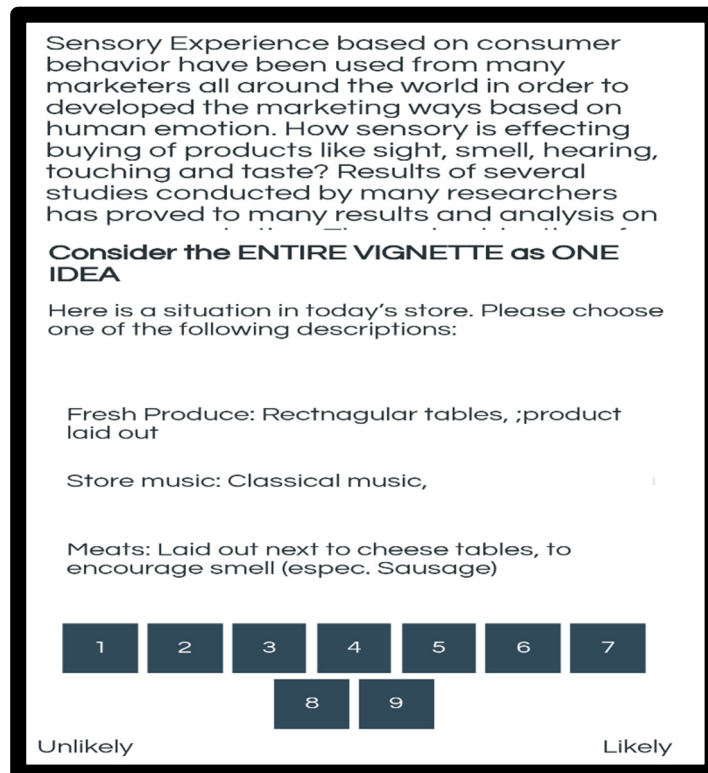 Sensory Experience based on consumer
behavior have been used from many
marketers all around the world in order to
developed the marketing ways based on
human emotion. How sensory is effecting
buying of products like sight, smell, hearing,
touching and taste? Results of several
studies conducted by many researchers
has proved to many results and analysis on
Consider the ENTIRE VIGNETTE as ONE
IDEA
Here is a situation in today's store. Please choose
one of the following descriptions:
Fresh Produce: Rectnagular tables, ;product
laid out
Store music: Classical music,
Meats: Laid out next to cheese tables, to
encourage smell (espec. Sausage)
1 2 3 4 5 6 7
8 9
Unlikely Likely